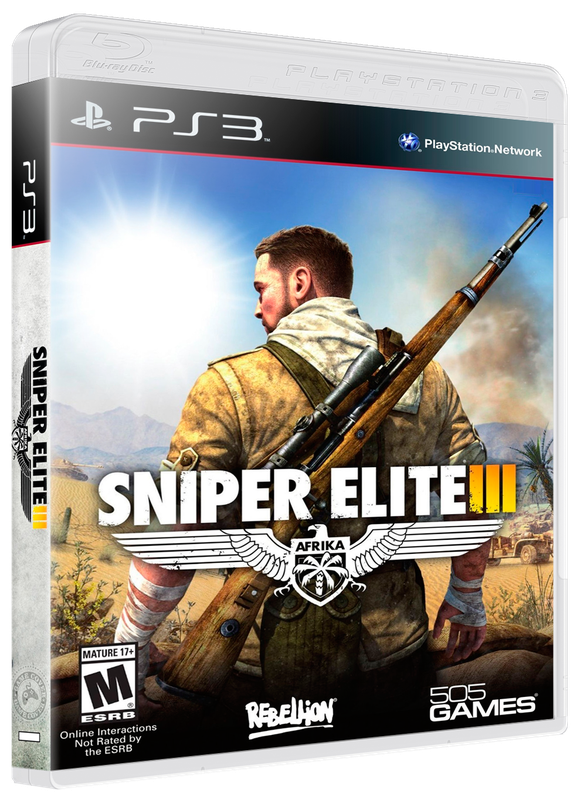 Blu-ray Disc
PLAYSTATION 3
PS3
PS3™
PlayStation®Network
SNIPER ELITE III
SNIPER ELITE III
AFRIKA
MATURE 17+
M
ESRB
Online Interactions
Not Rated by
the ESRB
REBELLION
505
GAMES